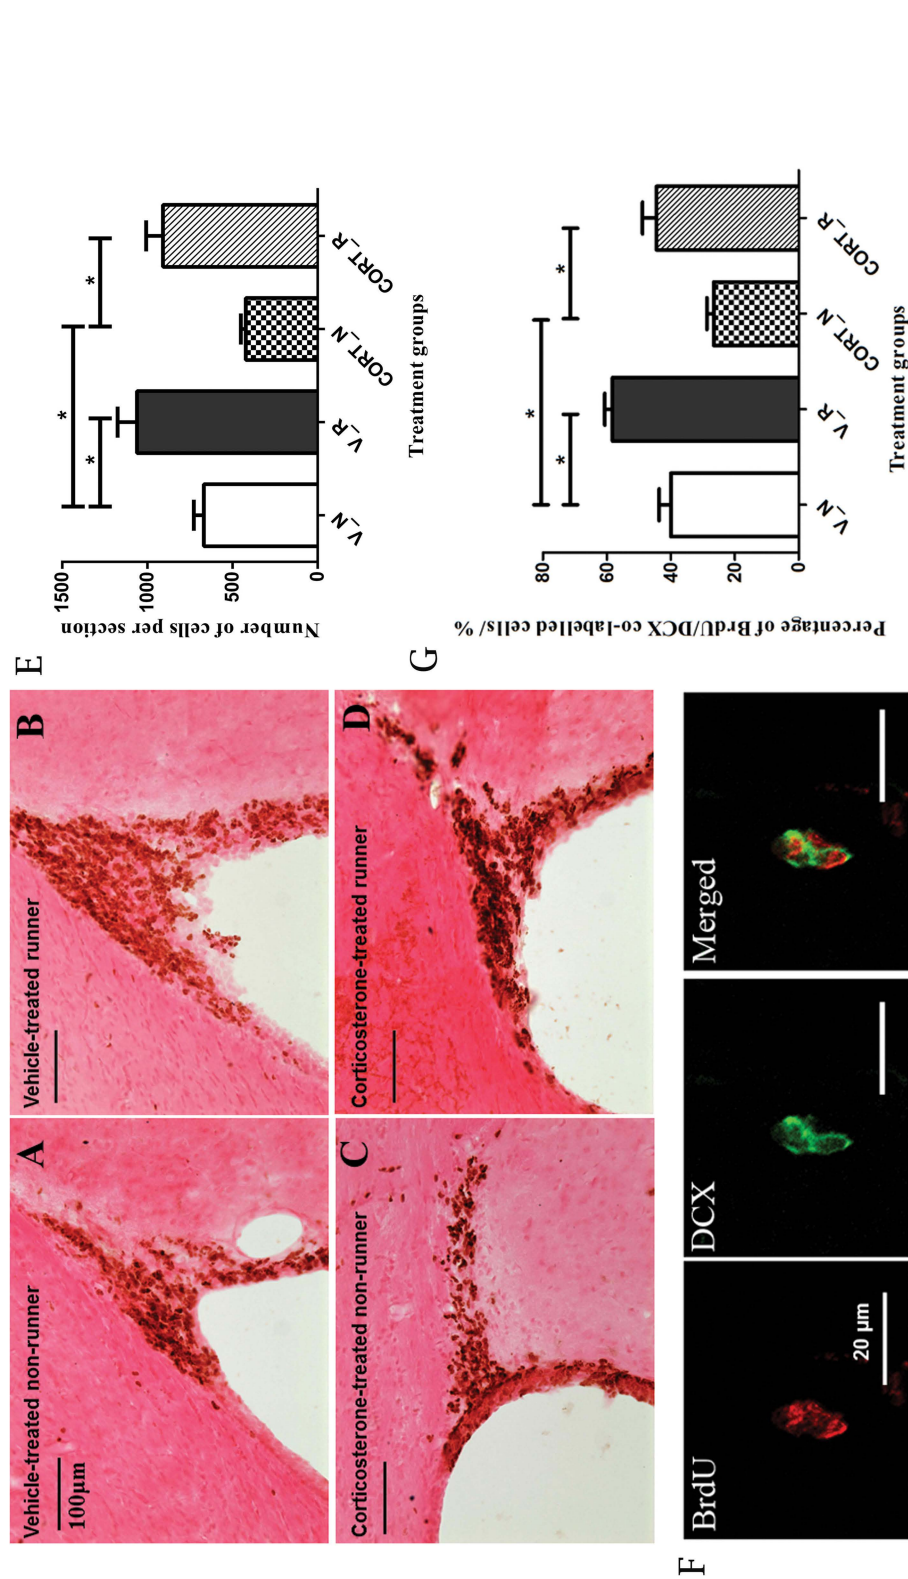 A
Vehicle-treated non-runner
100μm
B
Vehicle-treated runner
C
Corticosterone-treated non-runner
D
Corticosterone-treated runner
E
Number of cells per section
1500
1000
500
0
*
*
*
V_N
V_R
CORT_N
CORT_R
Treatment groups
F
BrdU
20 μm
DCX
Merged
G
Percentage of BrdU/DCX co-labelled cells/ %
80
60
40
20
0
*
*
*
V_N
V_R
CORT_N
CORT_R
Treatment groups